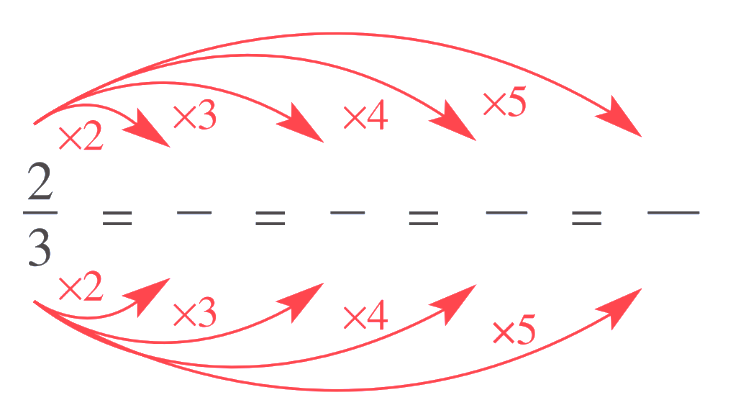 ×2 ×3 ×4 ×5
2
= = = =
3
×2 ×3 ×4 ×5